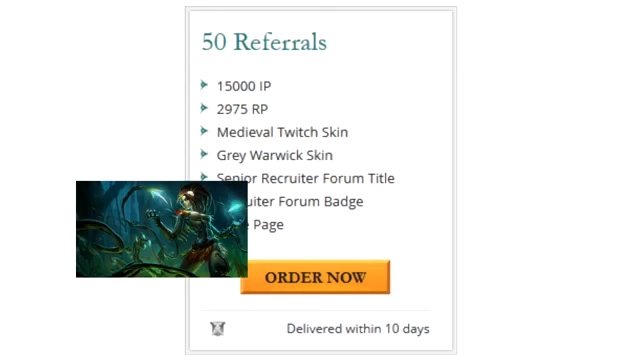 50 Referrals
15000 IP
2975 RP
Medieval Twitch Skin
Grey Warwick Skin
Senior Recruiter Forum Title
Forum Badge
Page
ORDER NOW
Delivered within 10 days